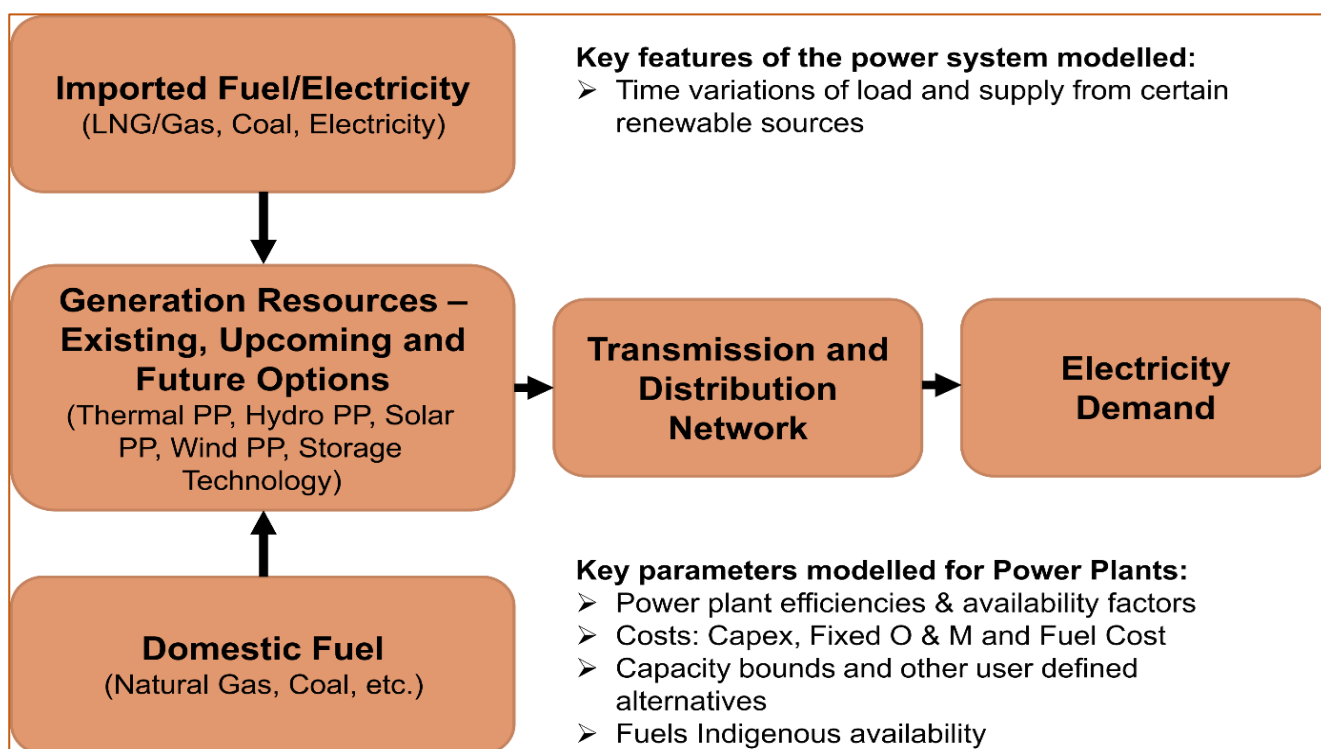 Imported Fuel/Electricity
(LNG/Gas, Coal, Electricity)
Key features of the power system modelled:
➢ Time variations of load and supply from certain
renewable sources
Generation Resources –
Existing, Upcoming and
Future Options
(Thermal PP, Hydro PP, Solar
PP, Wind PP, Storage
Technology)
Transmission and
Distribution
Network
Electricity
Demand
Domestic Fuel
(Natural Gas, Coal, etc.)
Key parameters modelled for Power Plants:
➢ Power plant efficiencies & availability factors
➢ Costs: Capex, Fixed O & M and Fuel Cost
➢ Capacity bounds and other user defined
alternatives
➢ Fuels Indigenous availability